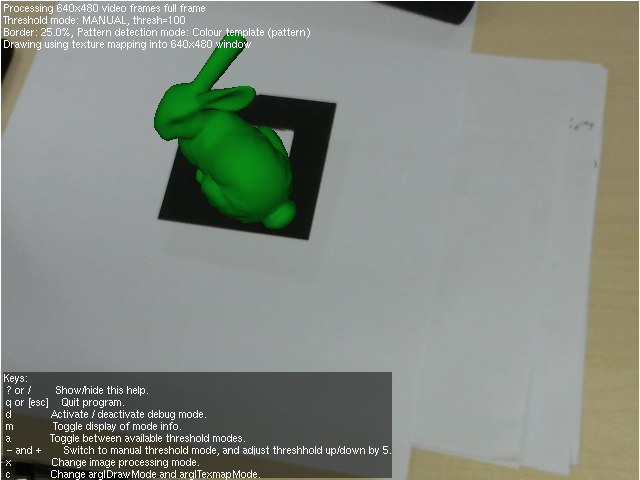 Processing 640x480 video frames full frame
Threshold mode: MANUAL, thresh=100
Border: 25.0%, Pattern detection mode: Colour template (pattern)
Drawing using texture mapping into 640x480 window
Keys:
? or / Show/hide this help.
q or [esc] Quit program.
d Activate / deactivate debug mode.
m Toggle display of mode info.
a Toggle between available threshold modes.
- and + Switch to manual threshold mode, and adjust threshhold up/down by 5.
x Change image processing mode.
c Change arglDrawMode and arglTexmapMode.